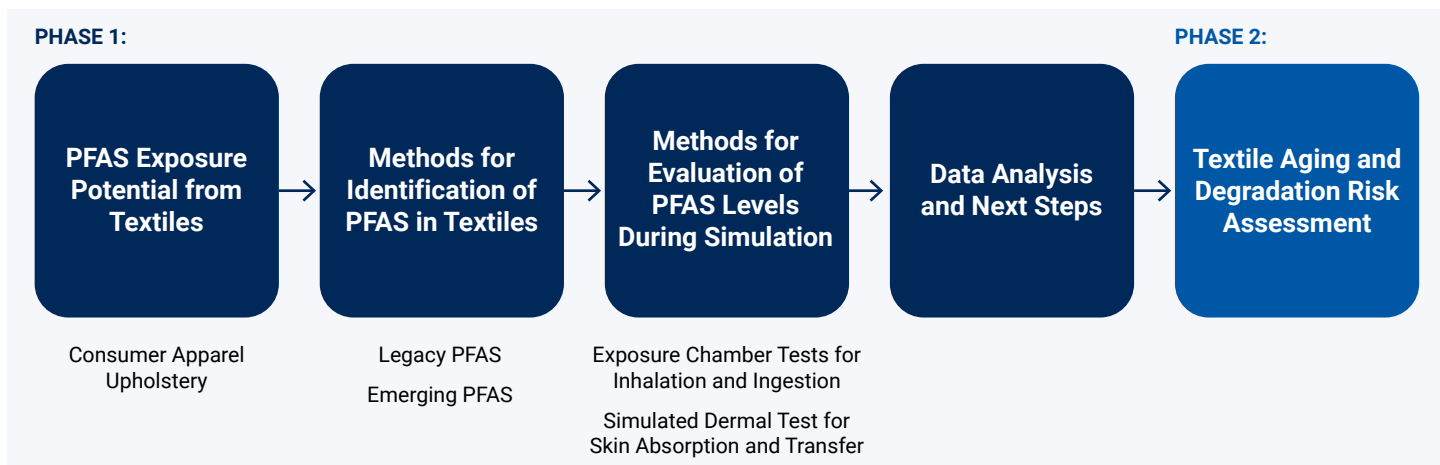 PHASE 1:
PHASE 2:
PFAS Exposure
Potential from
Textiles
Methods for
Identification of
PFAS in Textiles
Methods for
Evaluation of
PFAS Levels
During Simulation
Data Analysis
and Next Steps
Textile Aging and
Degradation Risk
Assessment
Consumer Apparel
Upholstery
Legacy PFAS
Emerging PFAS
Exposure Chamber Tests for
Inhalation and Ingestion
Simulated Dermal Test for
Skin Absorption and Transfer